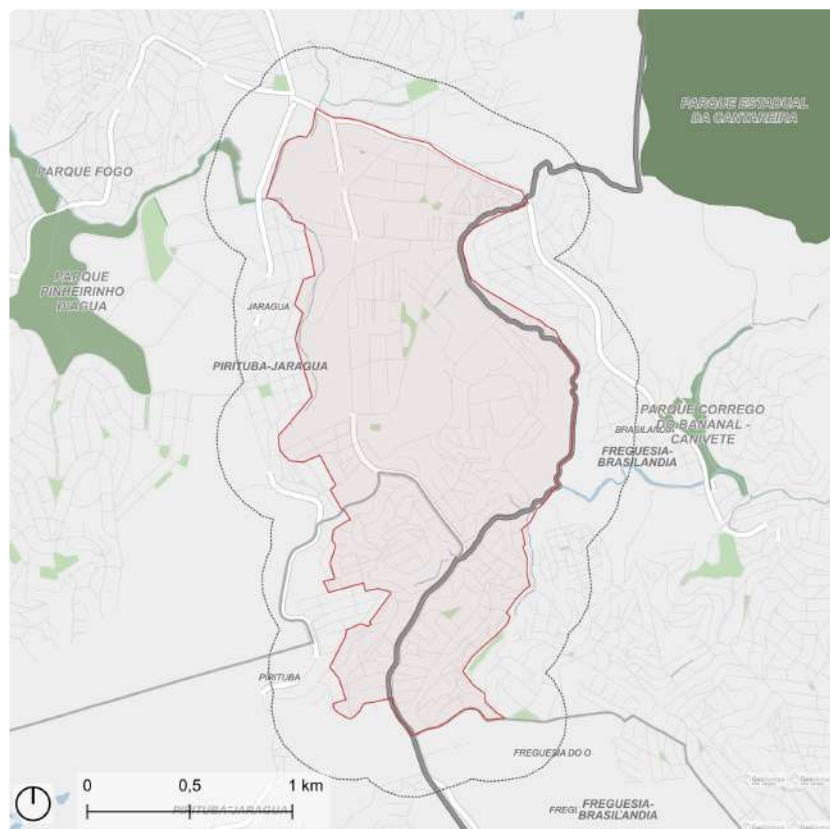 PARQUE ESTADUAL
DA CANTAREIRA
PARQUE FOGO
PARQUE
PINHEIRINHO
D'AGUA
JARAGUA
PIRITUBA-JARAGUA
PARQUE CORREGO
DO BANANAL -
CANIVETE
BRASILANDIA
FREGUESIA-
BRASILANDIA
PIRITUBA
FREGUESIA DO O
0 0,5 1 km
PIRITUBA-JARAGUA
FREGUESIA-
BRASILANDIA